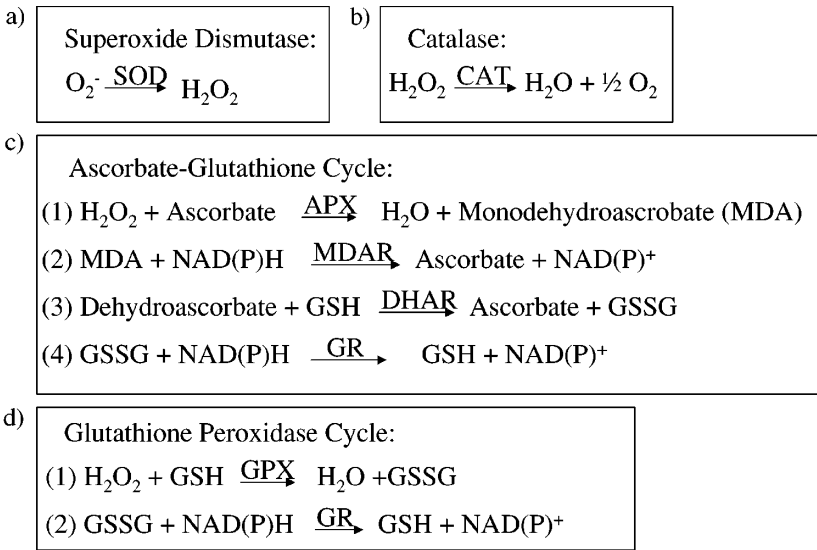 a)
Superoxide Dismutase:
O₂⁻ SOD H₂O₂
b)
Catalase:
H₂O₂ CAT H₂O + ½ O₂
c)
Ascorbate-Glutathione Cycle:
(1) H₂O₂ + Ascorbate APX H₂O + Monodehydroascrobate (MDA)
(2) MDA + NAD(P)H MDAR Ascorbate + NAD(P)⁺
(3) Dehydroascorbate + GSH DHAR Ascorbate + GSSG
(4) GSSG + NAD(P)H GR GSH + NAD(P)⁺
d)
Glutathione Peroxidase Cycle:
(1) H₂O₂ + GSH GPX H₂O +GSSG
(2) GSSG + NAD(P)H GR GSH + NAD(P)⁺